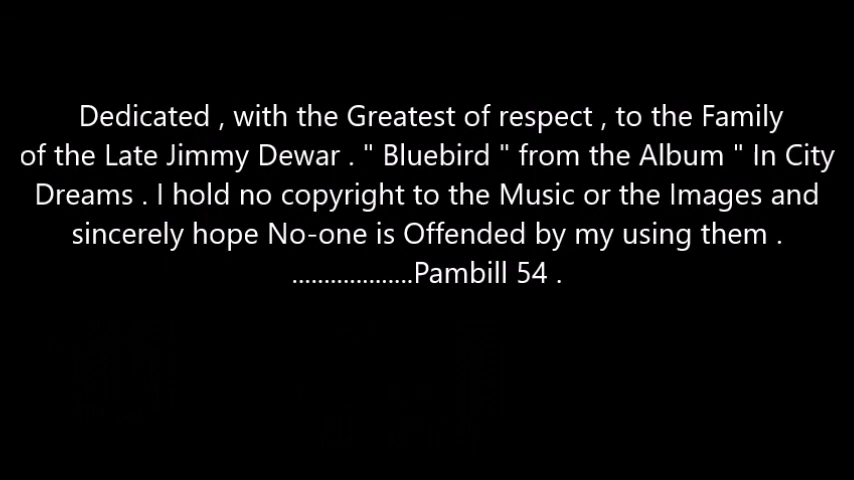 Dedicated , with the Greatest of respect , to the Family
of the Late Jimmy Dewar . " Bluebird " from the Album " In City
Dreams . I hold no copyright to the Music or the Images and
sincerely hope No-one is Offended by my using them .
...................Pambill 54 .